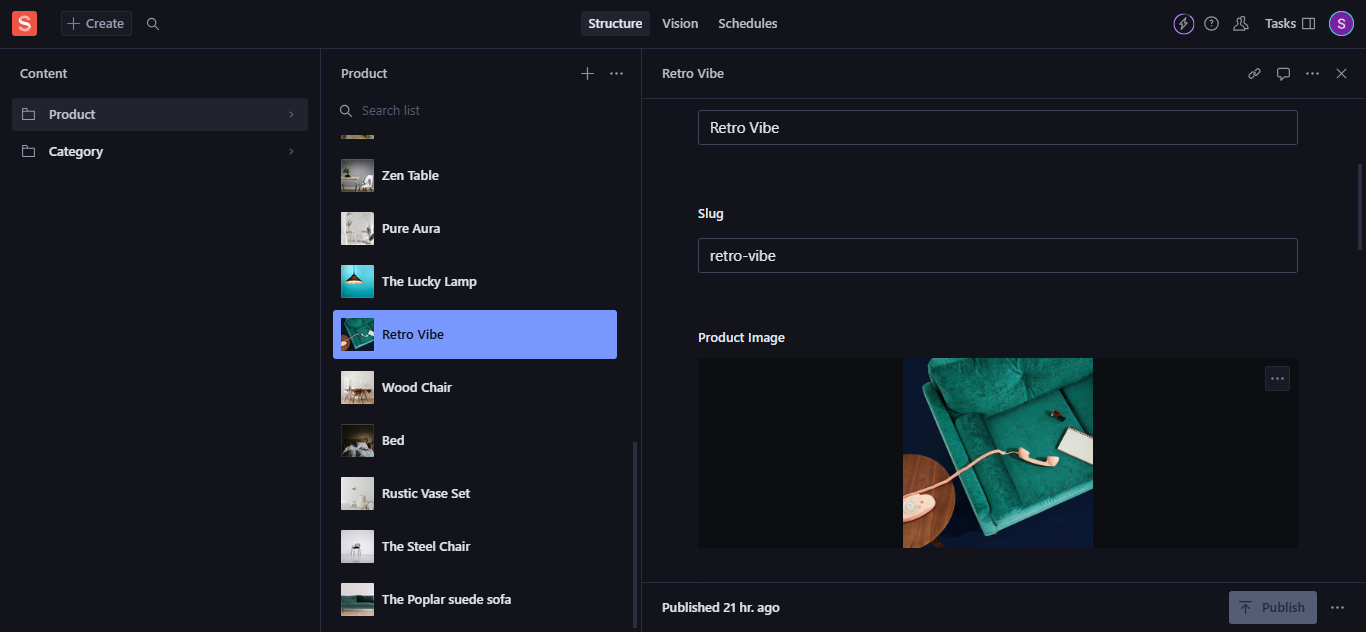 S
Create
Structure
Vision
Schedules
Tasks
S
Content
Product
Category
Product
Search list
Zen Table
Pure Aura
The Lucky Lamp
Retro Vibe
Wood Chair
Bed
Rustic Vase Set
The Steel Chair
The Poplar suede sofa
Retro Vibe
Retro Vibe
Slug
retro-vibe
Product Image
Published 21 hr. ago
Publish